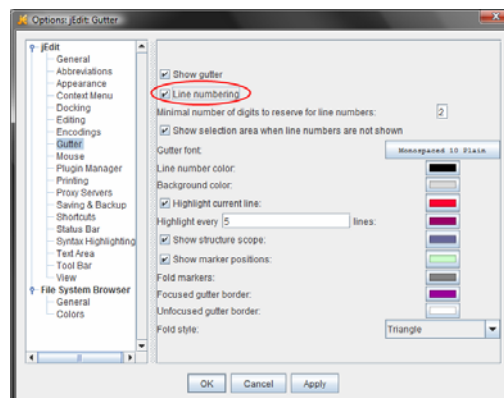 Options: jEdit: Gutter
jEdit
General
Abbreviations
Appearance
Context Menu
Docking
Editing
Encodings
Gutter
Mouse
Plugin Manager
Printing
Proxy Servers
Saving & Backup
Shortcuts
Status Bar
Syntax Highlighting
Text Area
Tool Bar
View
File System Browser
General
Colors
Show gutter
Line numbering
Minimal number of digits to reserve for line numbers: 2
Show selection area when line numbers are not shown
Gutter font: Monospaced 10 Plain
Line number color:
Background color:
Highlight current line:
Highlight every 5 lines:
Show structure scope:
Show marker positions:
Fold markers:
Focused gutter border:
Unfocused gutter border:
Fold style: Triangle
OK Cancel Apply